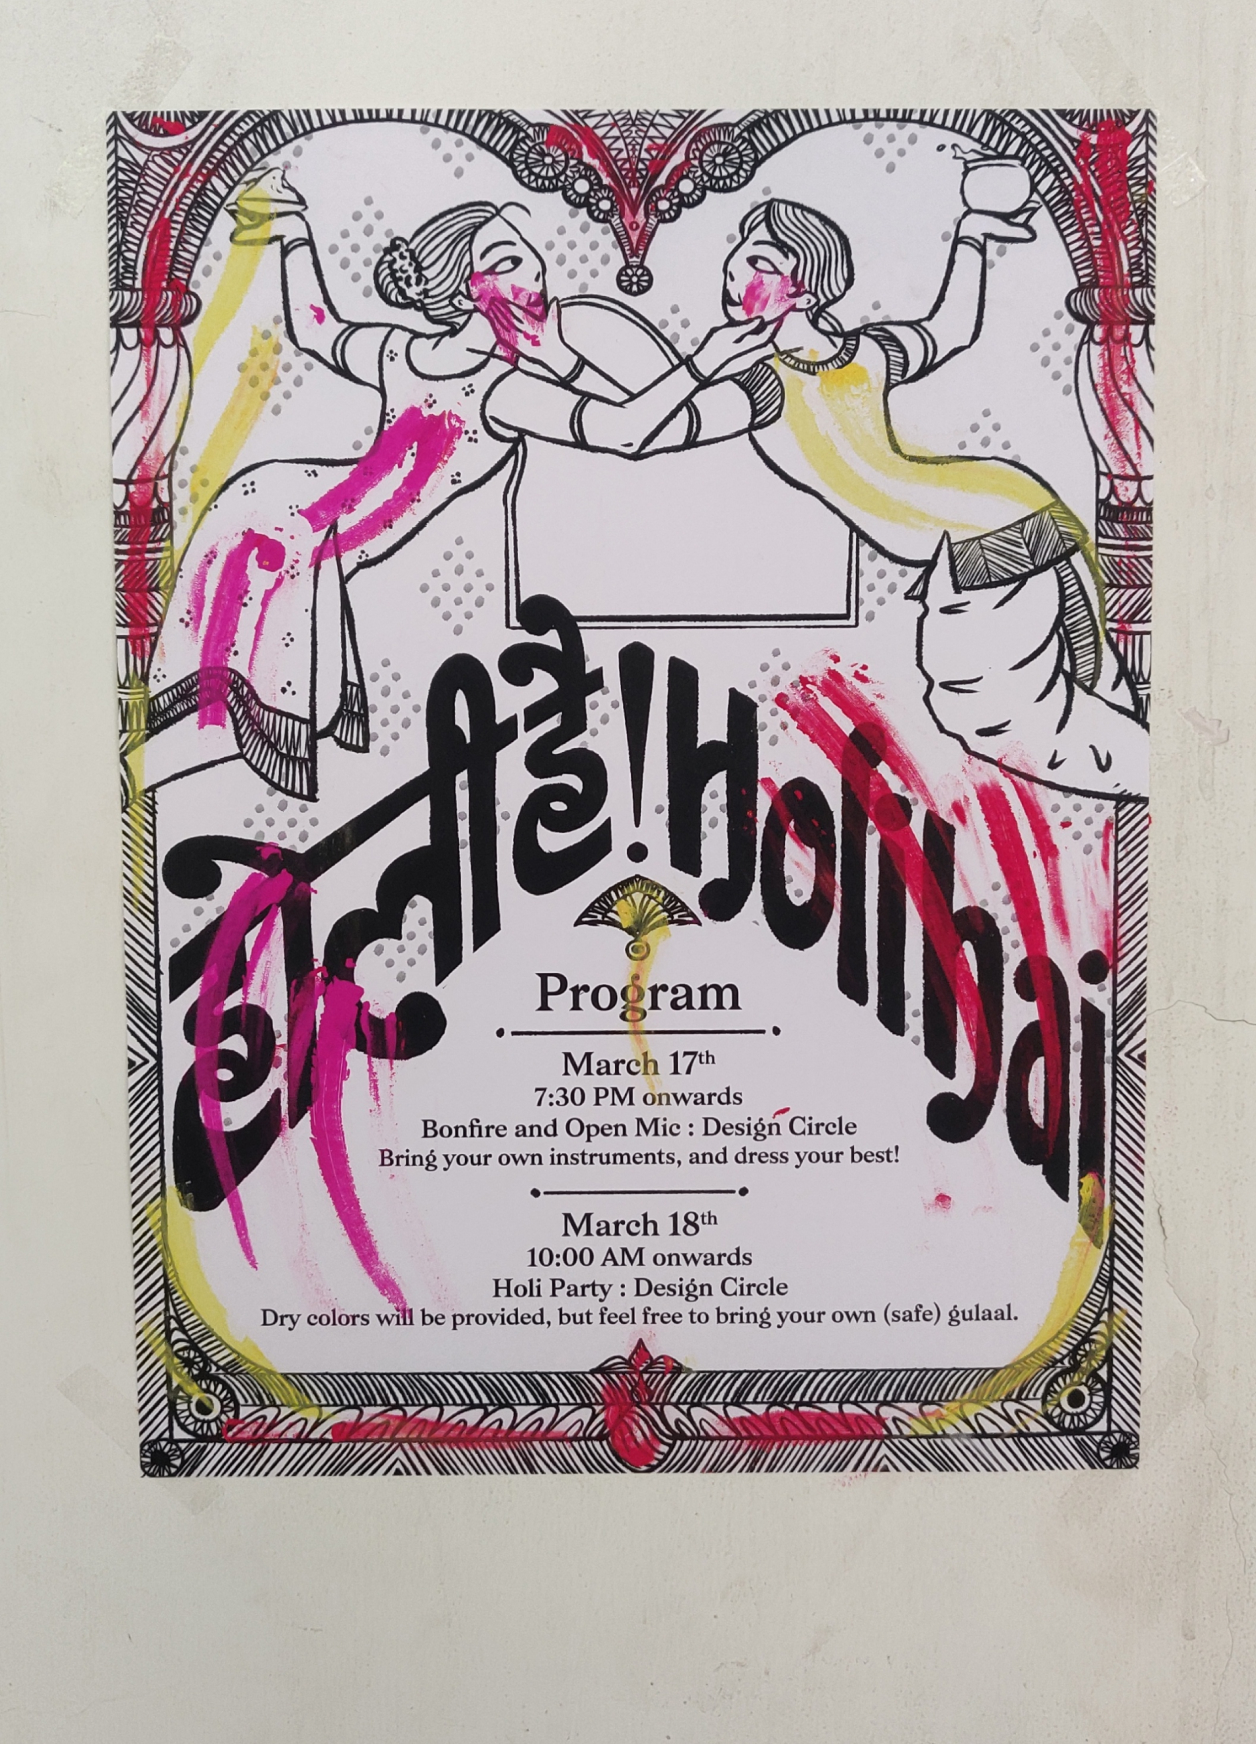 होली है! Holi hai
Program
March 17th
7:30 PM onwards
Bonfire and Open Mic : Design Circle
Bring your own instruments, and dress your best!
March 18th
10:00 AM onwards
Holi Party : Design Circle
Dry colors will be provided, but feel free to bring your own (safe) gulaal.